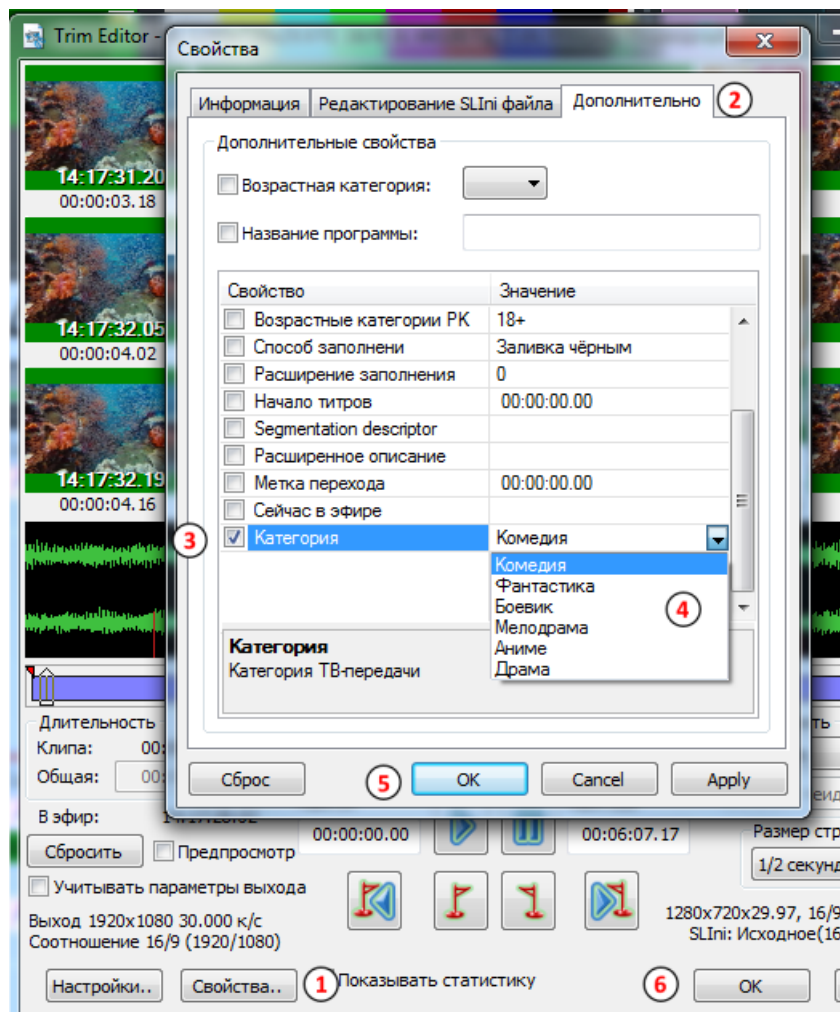 Trim Editor -
Свойства
Информация Редактирование SLIni файла Дополнительно 2
Дополнительные свойства
Возрастная категория:
Название программы:
Свойство Значение
Возрастные категории РК 18+
Способ заполнени Заливка чёрным
Расширение заполнения 0
Начало титров 00:00:00.00
Segmentation descriptor
Расширенное описание
Метка перехода 00:00:00.00
Сейчас в эфире
3 Категория Комедия
Комедия
Фантастика
Боевик 4
Мелодрама
Аниме
Драма
Категория
Категория ТВ-передачи
Сброс 5 OK Cancel Apply
14:17:31.20
00:00:03.18
14:17:32.05
00:00:04.02
14:17:32.19
00:00:04.16
Длительность
Клипа: 00:
Общая: 00:
В эфир:
00:00:00.00 00:06:07.17 Размер стр
Сбросить Предпросмотр 1/2 секунд
Учитывать параметры выхода
Выход 1920x1080 30.000 к/с 1280x720x29.97, 16/9
Соотношение 16/9 (1920/1080) SLIni: Исходное(16
Настройки.. Свойства.. 1 Показывать статистику 6 OK